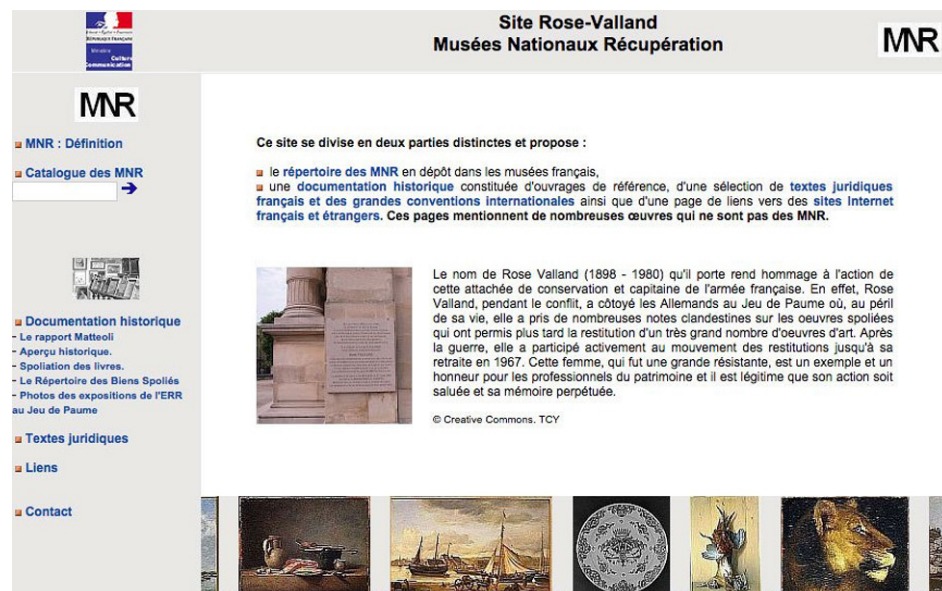 RÉPUBLIQUE FRANÇAISE
Ministère
Culture
Communication
Site Rose-Valland
Musées Nationaux Récupération
MNR
MNR
MNR : Définition
Catalogue des MNR
Documentation historique
- Le rapport Matteoli
- Aperçu historique.
- Spoliation des livres.
- Le Répertoire des Biens Spoliés
- Photos des expositions de l'ERR
au Jeu de Paume
Textes juridiques
Liens
Contact
Ce site se divise en deux parties distinctes et propose :
le répertoire des MNR en dépôt dans les musées français,
une documentation historique constituée d'ouvrages de référence, d'une sélection de textes juridiques
français et des grandes conventions internationales ainsi que d'une page de liens vers des sites Internet
français et étrangers. Ces pages mentionnent de nombreuses œuvres qui ne sont pas des MNR.
Le nom de Rose Valland (1898 - 1980) qu'il porte rend hommage à l'action de
cette attachée de conservation et capitaine de l'armée française. En effet, Rose
Valland, pendant le conflit, a côtoyé les Allemands au Jeu de Paume où, au péril
de sa vie, elle a pris de nombreuses notes clandestines sur les oeuvres spoliées
qui ont permis plus tard la restitution d'un très grand nombre d'oeuvres d'art. Après
la guerre, elle a participé activement au mouvement des restitutions jusqu'à sa
retraite en 1967. Cette femme, qui fut une grande résistante, est un exemple et un
honneur pour les professionnels du patrimoine et il est légitime que son action soit
saluée et sa mémoire perpétuée.
© Creative Commons. TCY